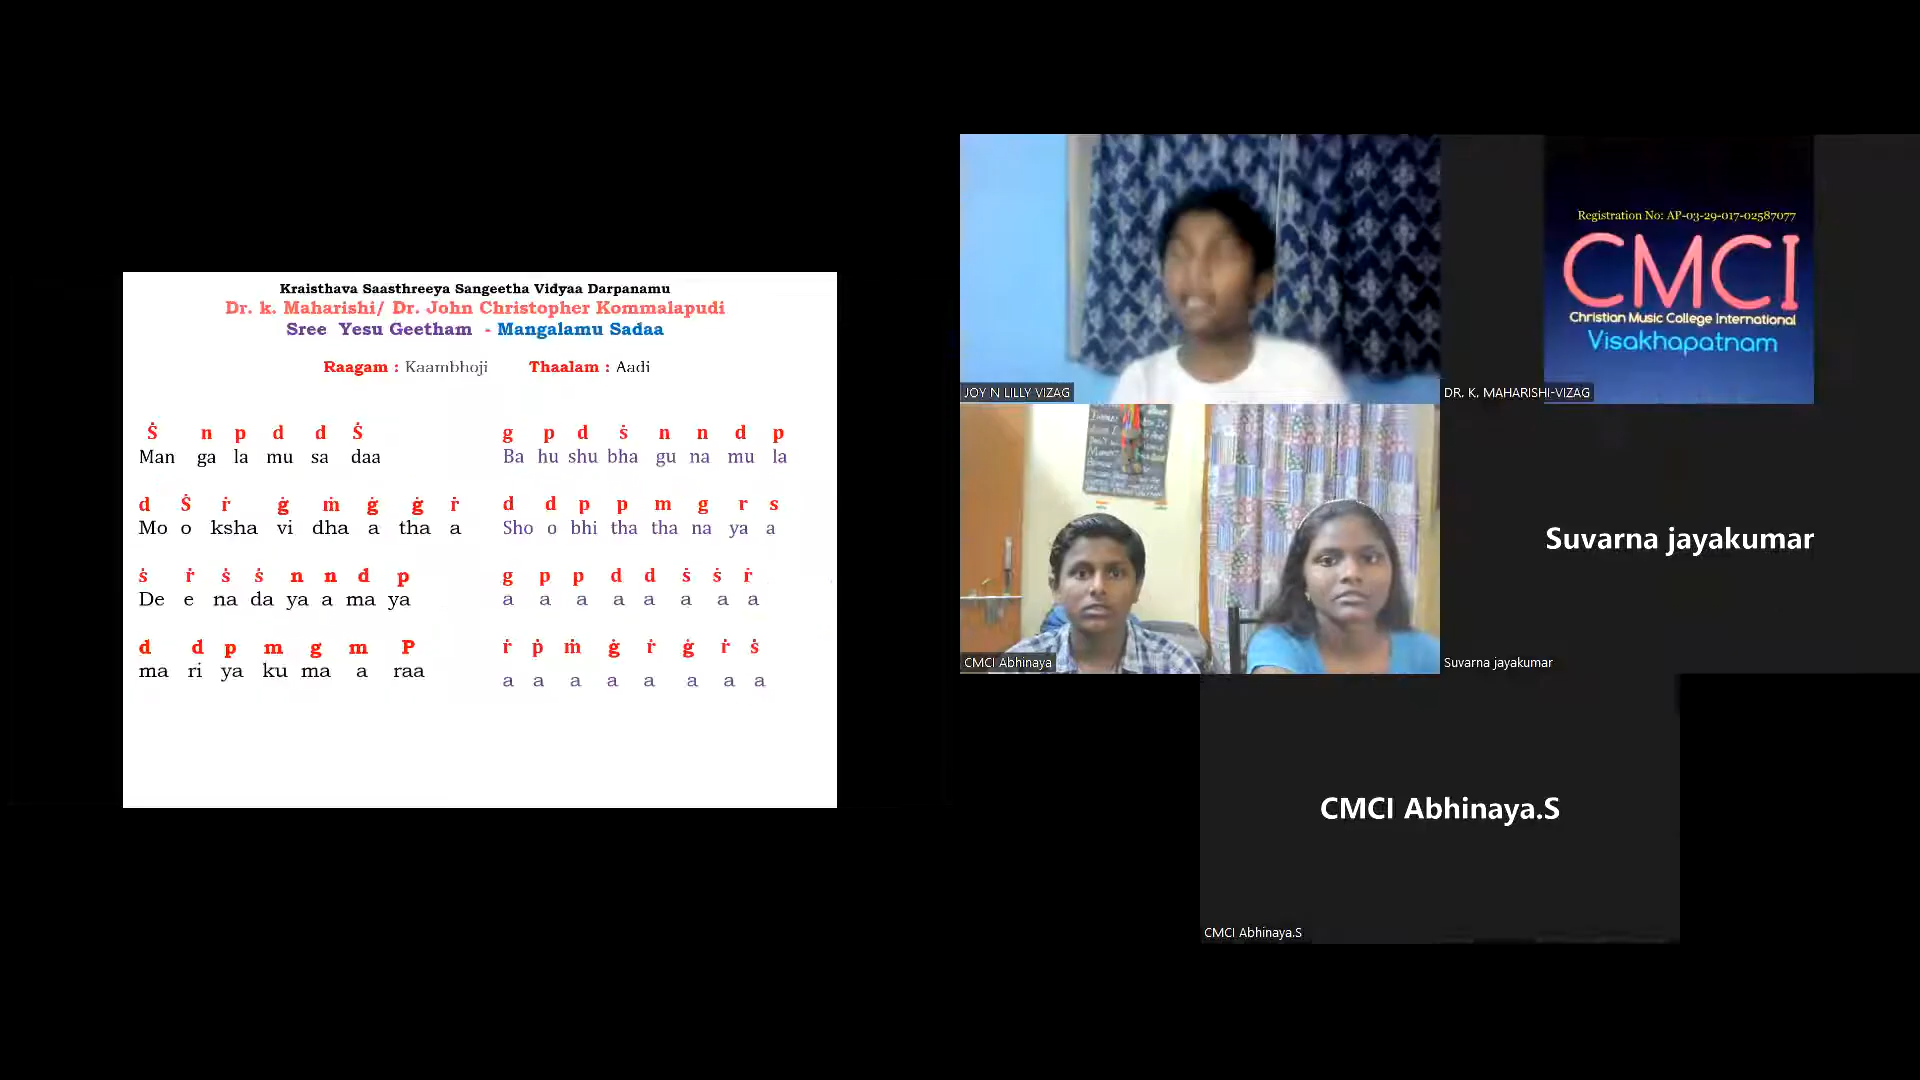 Kraisthava Saasthreeya Sangeetha Vidyaa Darpanamu
Dr. k. Maharishi/ Dr. John Christopher Kommalapudi
Sree Yesu Geetham - Mangalamu Sadaa
Raagam : Kaambhoji Thaalam : Aadi
Ṡ n p d d Ṡ
Man ga la mu sa daa
d Ṡ ṙ ġ ṁ ġ ġ ṙ
Mo o ksha vi dha a tha a
ṡ ṙ ṡ ṡ n n d p
De e na da ya a ma ya
d d p m g m P
ma ri ya ku ma a raa
g p d ṡ n n d p
Ba hu shu bha gu na mu la
d d p p m g r s
Sho o bhi tha tha na ya a
g p p d d ṡ ṡ ṙ
a a a a a a a a
ṙ ṗ ṁ ġ ṙ ġ ṙ ṡ
a a a a a a a a
JOY N LILLY VIZAG
Registration No: AP-03-29-017-02587077
CMCI
Christian Music College International
Visakhapatnam
DR. K. MAHARISHI-VIZAG
CMCI Abhinaya
Suvarna jayakumar
Suvarna jayakumar
CMCI Abhinaya.S
CMCI Abhinaya.S